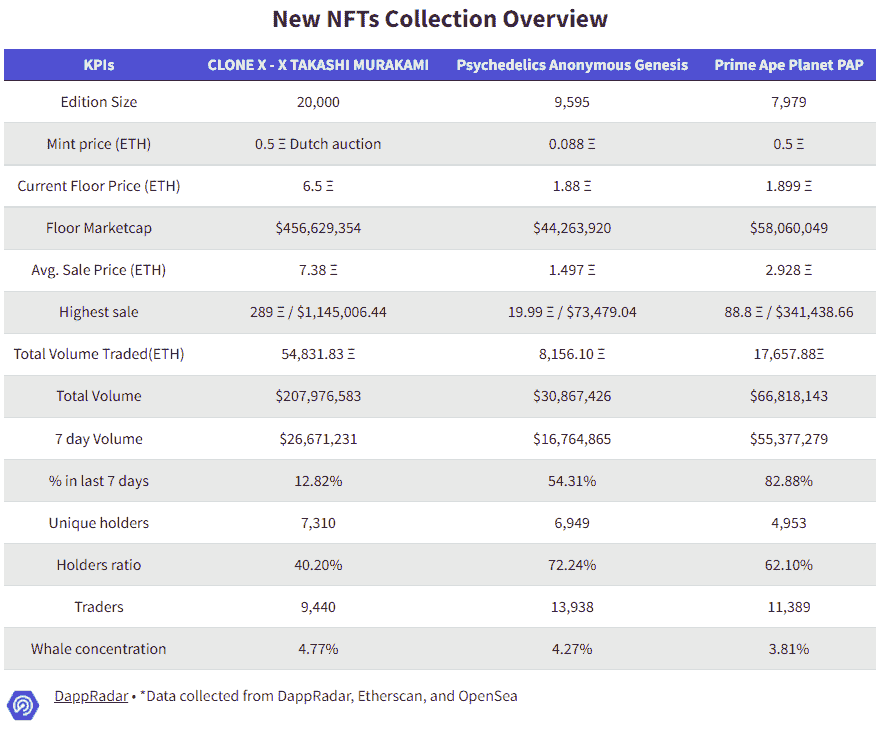 New NFTs Collection Overview
KPIs CLONE X - X TAKASHI MURAKAMI Psychedelics Anonymous Genesis Prime Ape Planet PAP
Edition Size 20,000 9,595 7,979
Mint price (ETH) 0.5 Ξ Dutch auction 0.088 Ξ 0.5 Ξ
Current Floor Price (ETH) 6.5 Ξ 1.88 Ξ 1.899 Ξ
Floor Marketcap $456,629,354 $44,263,920 $58,060,049
Avg. Sale Price (ETH) 7.38 Ξ 1.497 Ξ 2.928 Ξ
Highest sale 289 Ξ / $1,145,006.44 19.99 Ξ / $73,479.04 88.8 Ξ / $341,438.66
Total Volume Traded(ETH) 54,831.83 Ξ 8,156.10 Ξ 17,657.88Ξ
Total Volume $207,976,583 $30,867,426 $66,818,143
7 day Volume $26,671,231 $16,764,865 $55,377,279
% in last 7 days 12.82% 54.31% 82.88%
Unique holders 7,310 6,949 4,953
Holders ratio 40.20% 72.24% 62.10%
Traders 9,440 13,938 11,389
Whale concentration 4.77% 4.27% 3.81%
DappRadar • *Data collected from DappRadar, Etherscan, and OpenSea